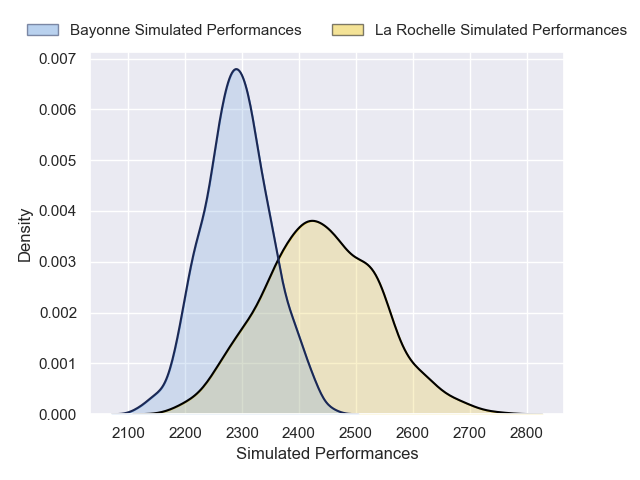 Bayonne Simulated Performances
La Rochelle Simulated Performances
0.007
0.006
0.005
0.004
0.003
0.002
0.001
0.000
Density
2100 2200 2300 2400 2500 2600 2700 2800
Simulated Performances